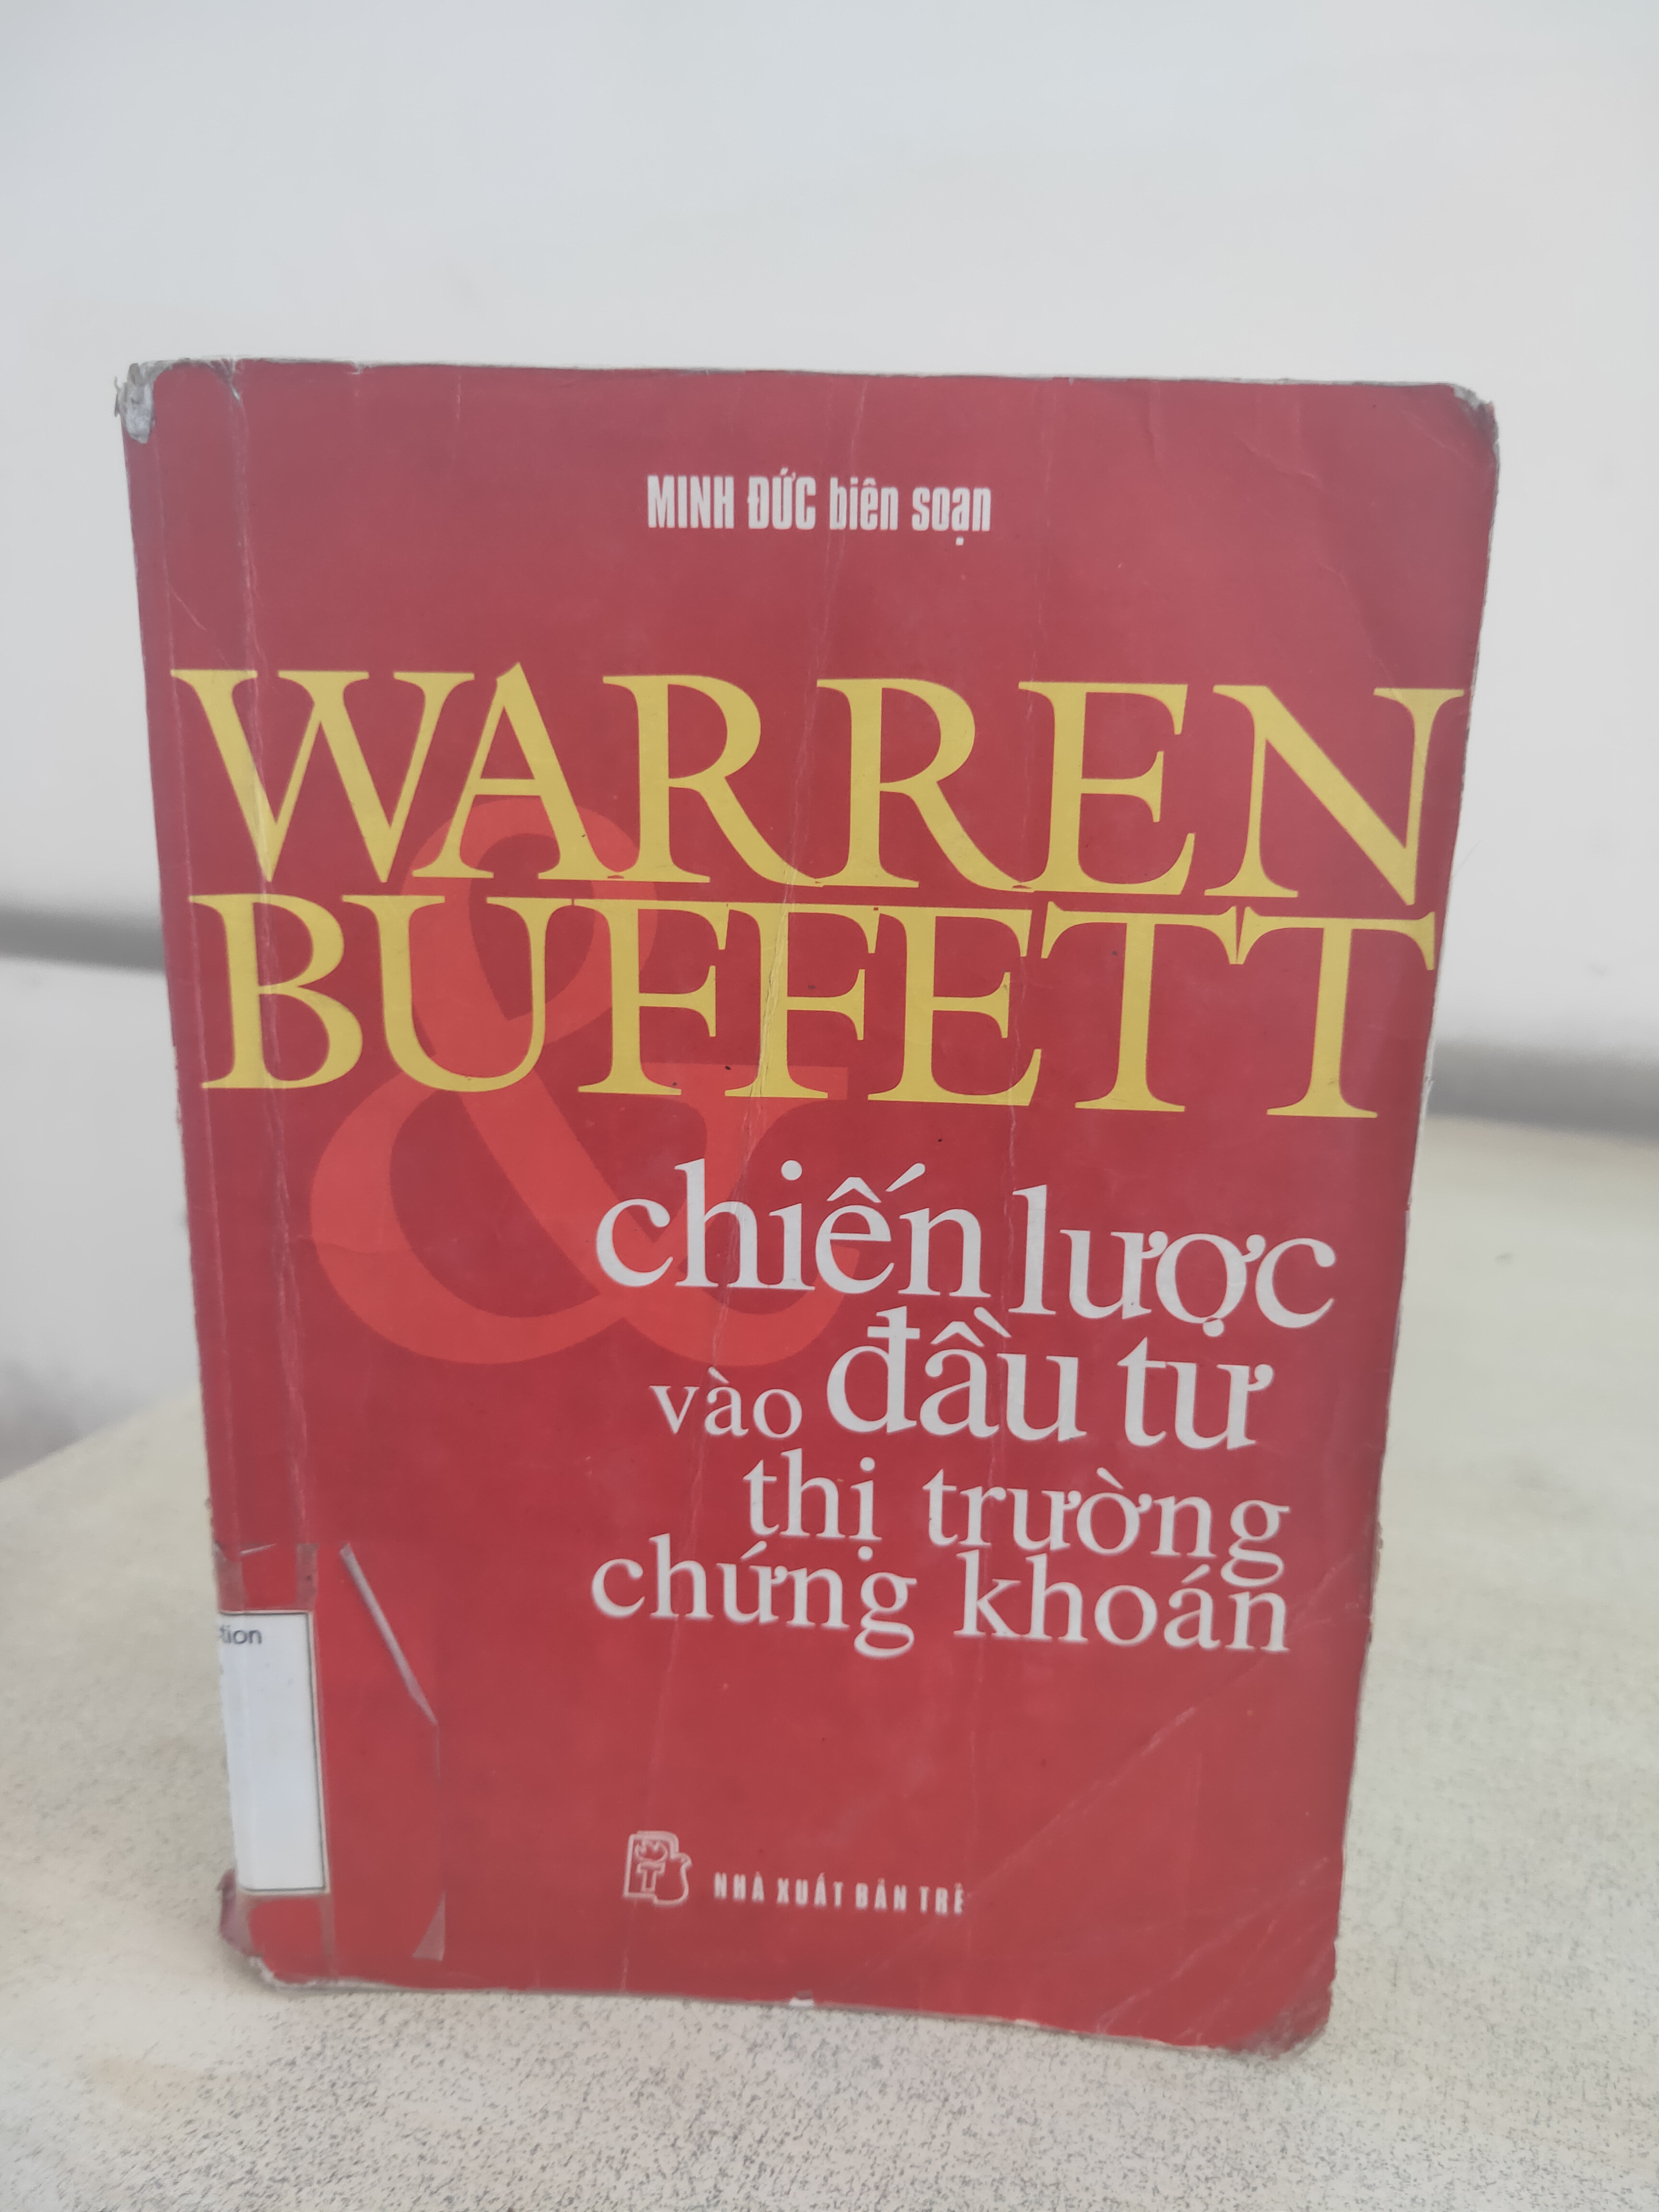 MINH ĐỨC biên soạn
WARREN
&
BUFFETT
chiến lược
vào đầu tư
thị trường
chứng khoán
NHÀ XUẤT BẢN TRẺ